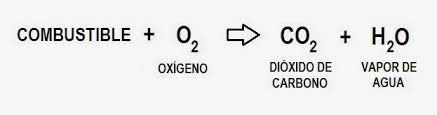 COMBUSTIBLE + O₂ ⇨ CO₂ + H₂O
OXÍGENO DIÓXIDO DE VAPOR DE
CARBONO AGUA